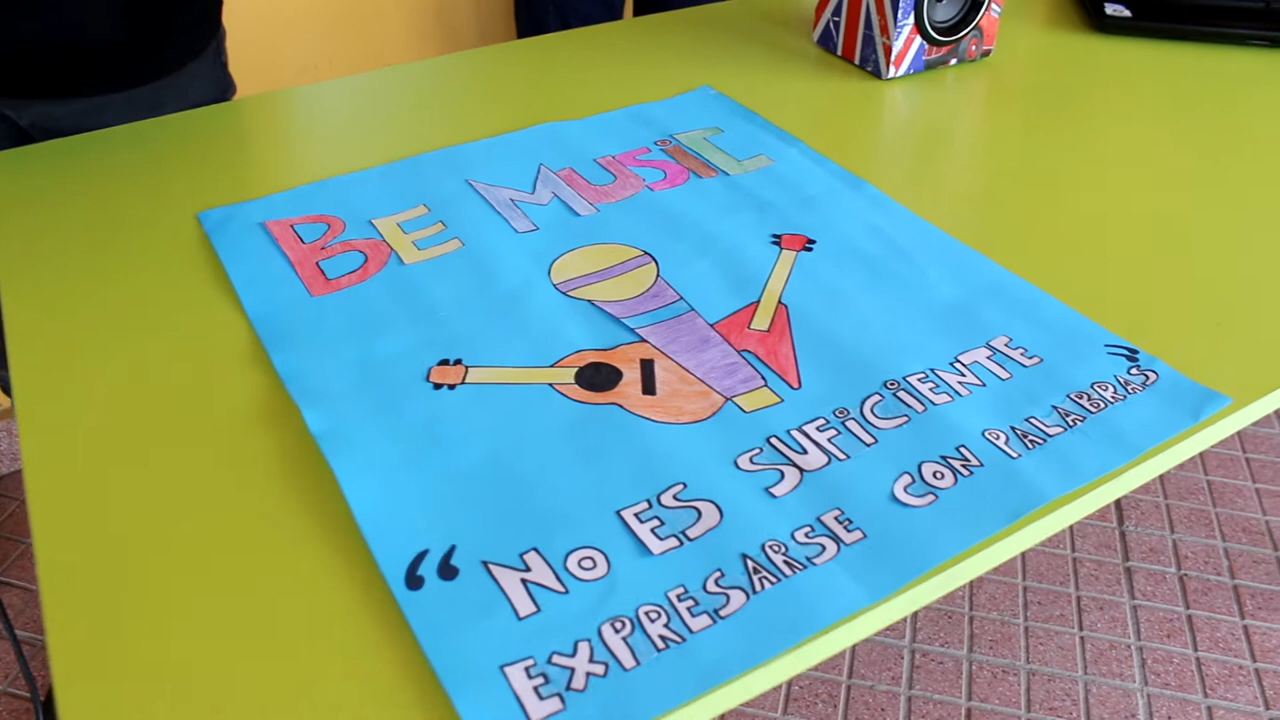 BE MUSiC
“ No ES SUFiCiENTE
EXPRESARSE CON PALABRAS ”